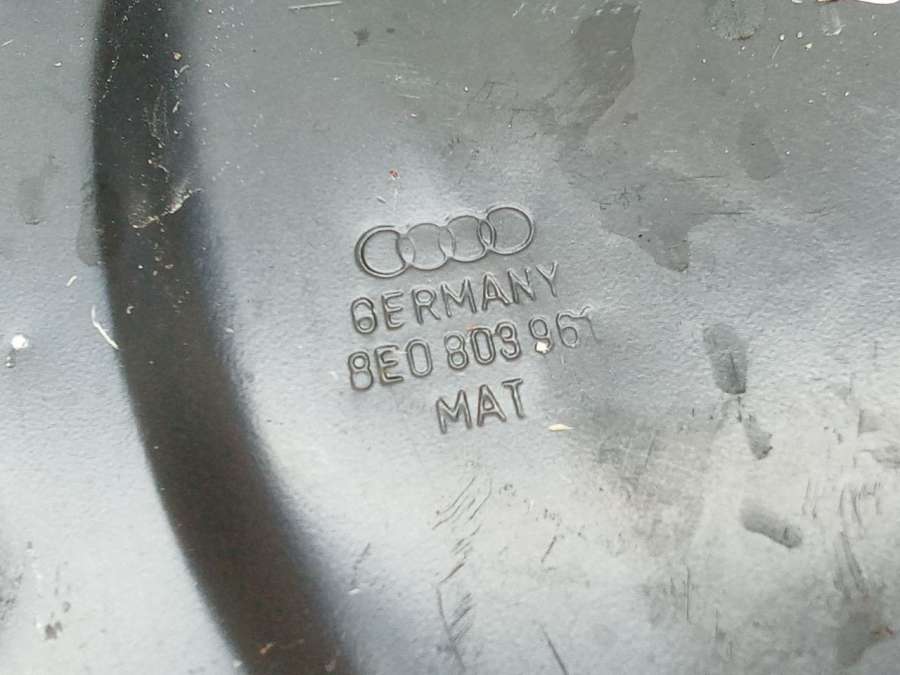 GERMANY
8E0 803 961
MAT